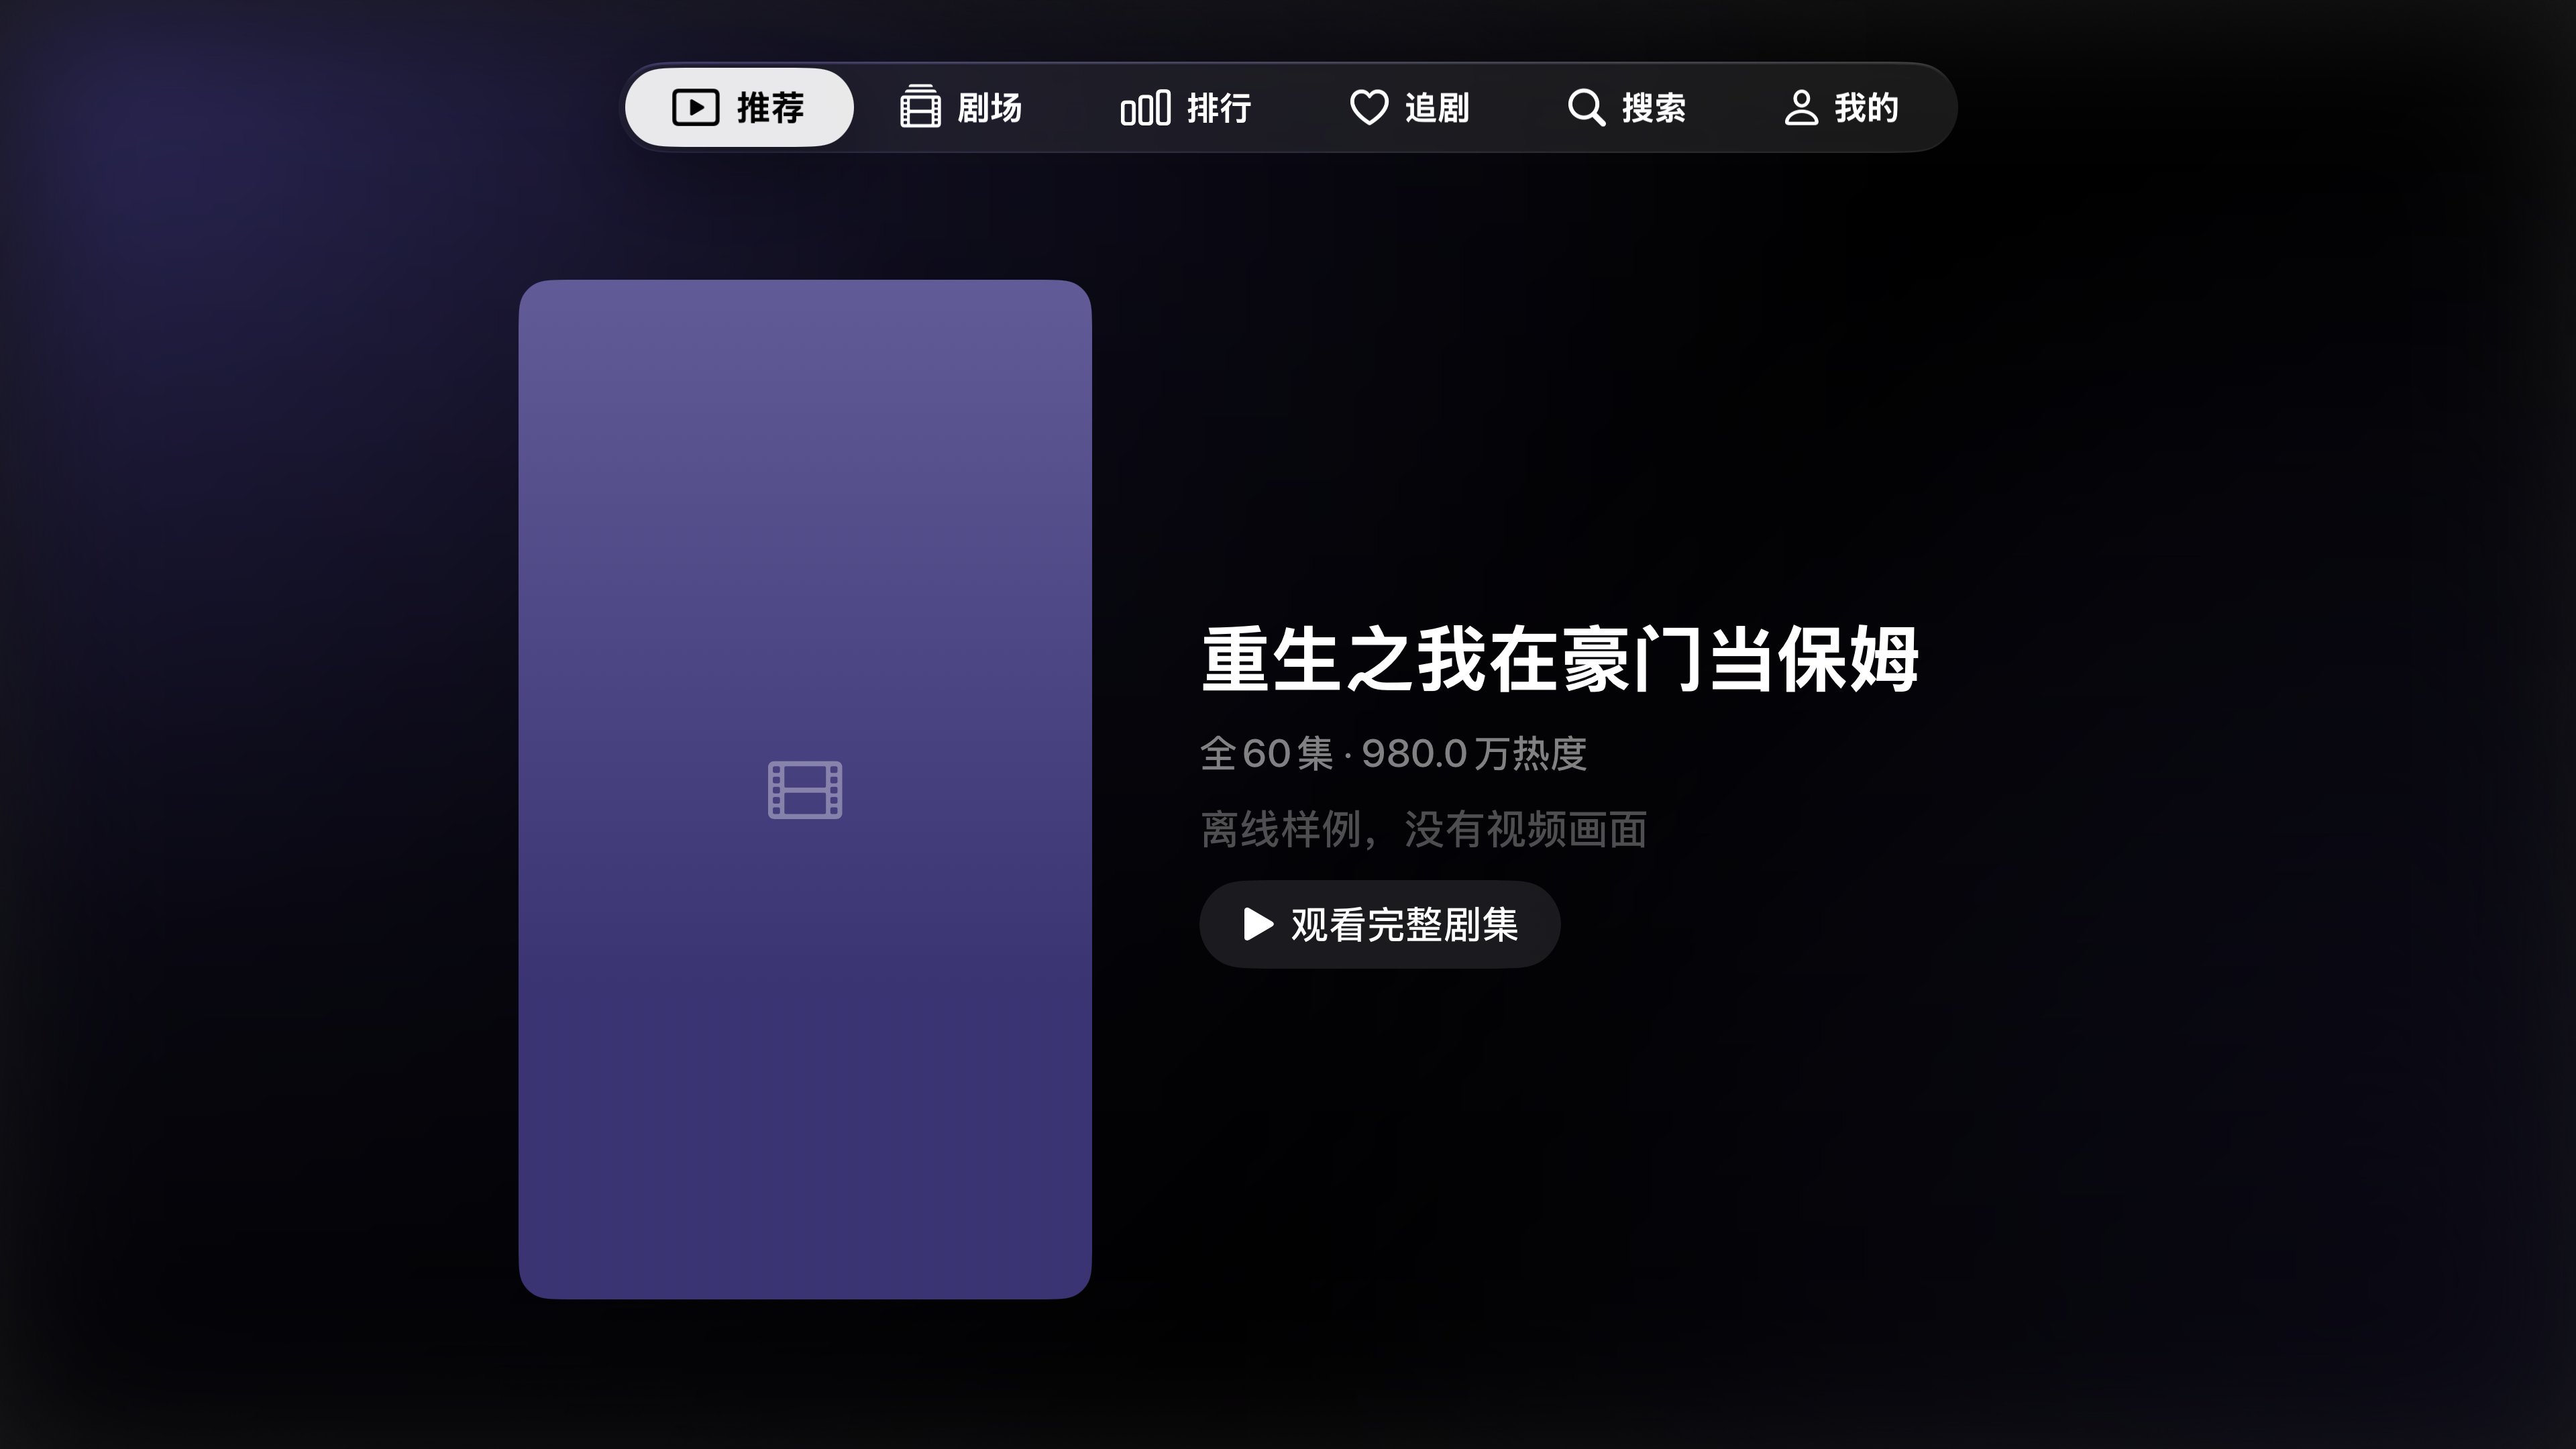 推荐 剧场 排行 追剧 搜索 我的
重生之我在豪门当保姆
全 60 集 · 980.0 万热度
离线样例，没有视频画面
观看完整剧集